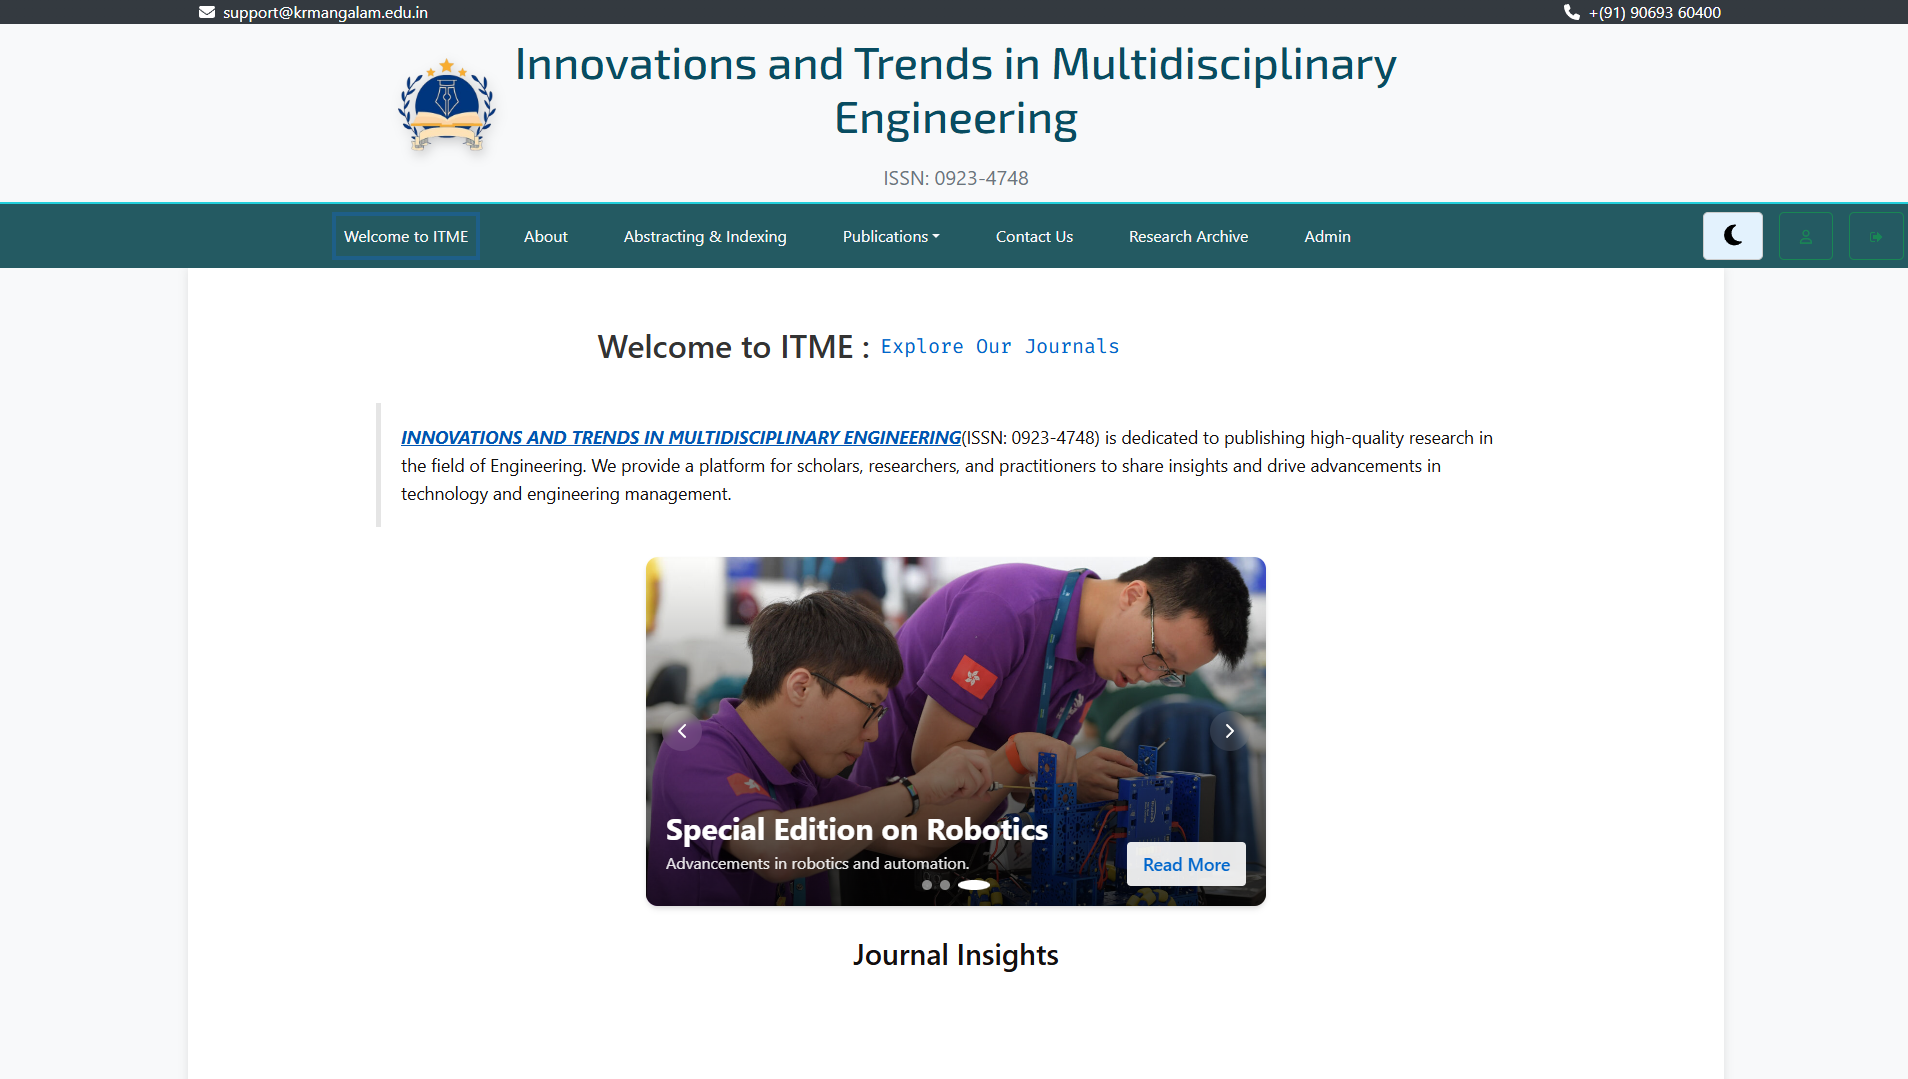 support@krmangalam.edu.in
+(91) 90693 60400
Innovations and Trends in Multidisciplinary
Engineering
ISSN: 0923-4748
Welcome to ITME
About
Abstracting & Indexing
Publications
Contact Us
Research Archive
Admin
Welcome to ITME : Explore Our Journals
INNOVATIONS AND TRENDS IN MULTIDISCIPLINARY ENGINEERING(ISSN: 0923-4748) is dedicated to publishing high-quality research in
the field of Engineering. We provide a platform for scholars, researchers, and practitioners to share insights and drive advancements in
technology and engineering management.
Special Edition on Robotics
Advancements in robotics and automation.
Read More
Journal Insights